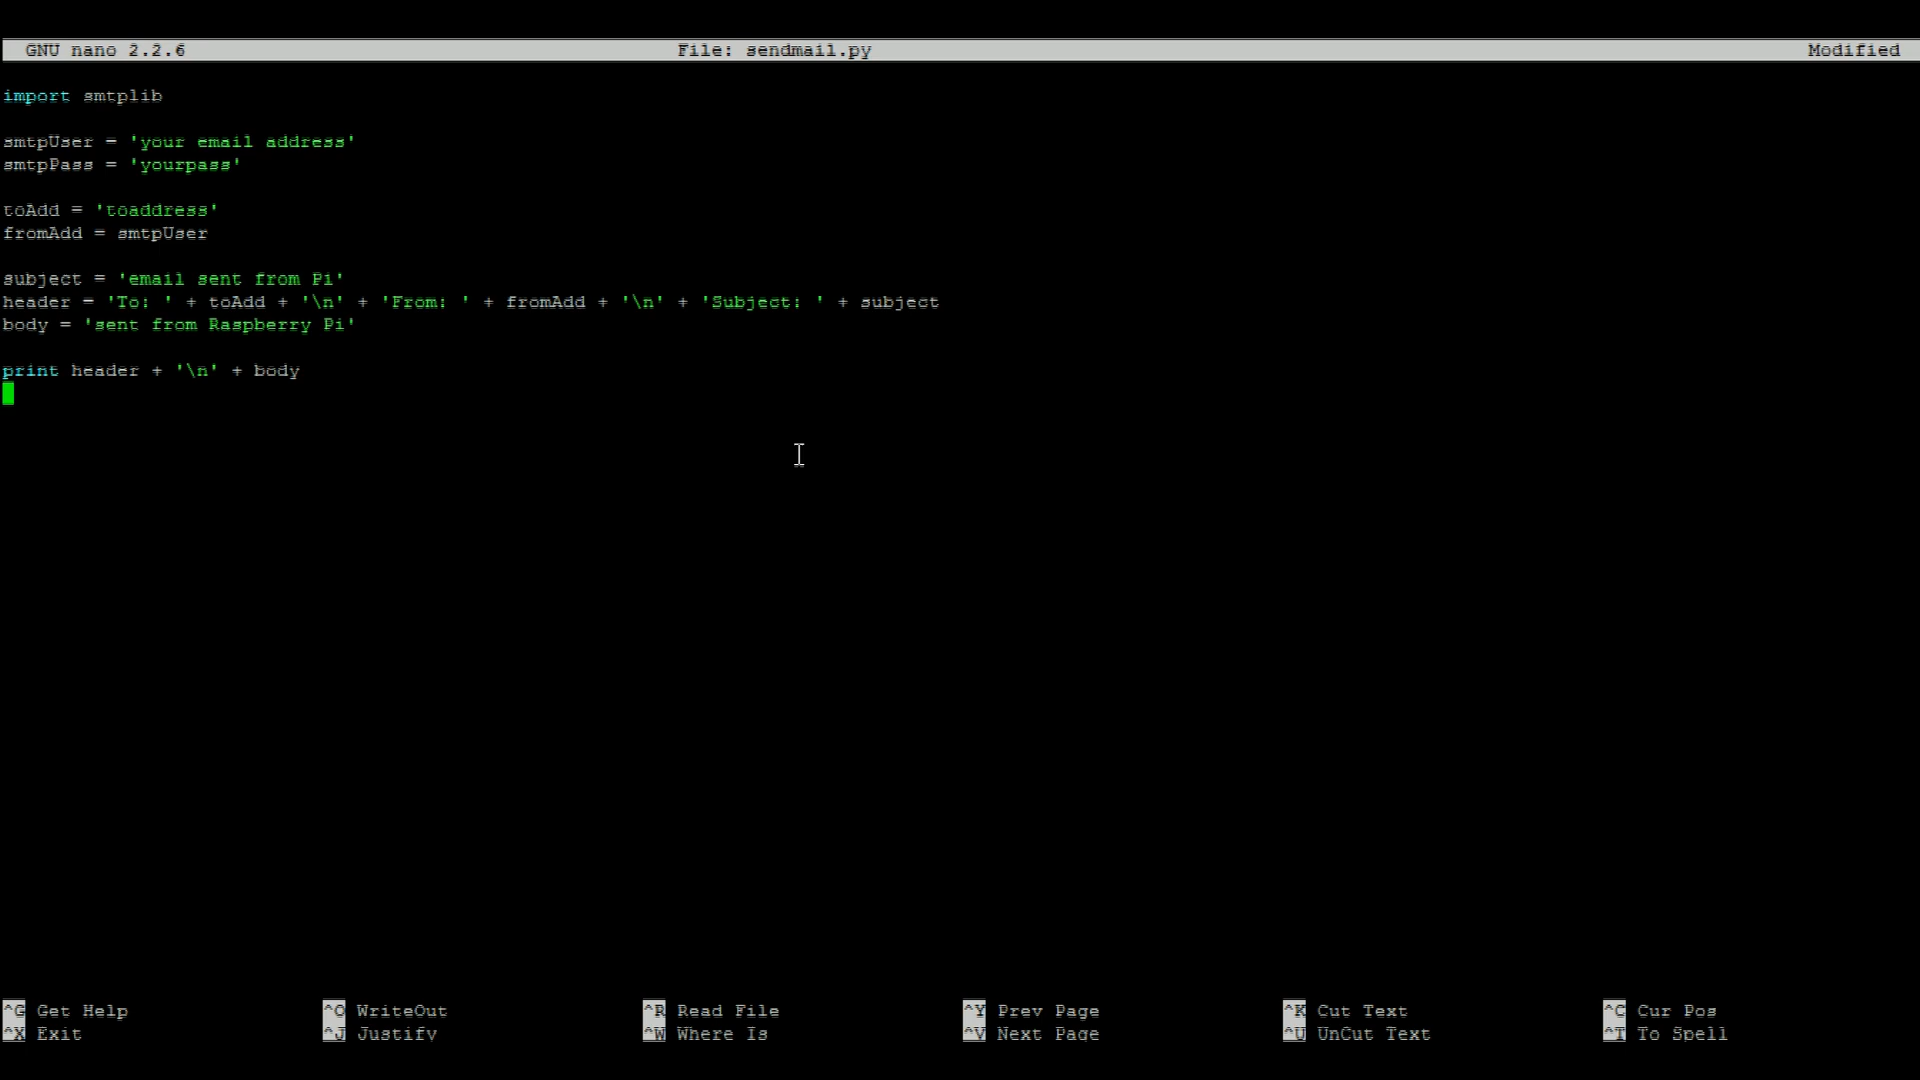 GNU nano 2.2.6 File: sendmail.py Modified
import smtplib
smtpUser = 'your email address'
smtpPass = 'yourpass'
toAdd = 'toaddress'
fromAdd = smtpUser
subject = 'email sent from Pi'
header = 'To: ' + toAdd + '\n' + 'From: ' + fromAdd + '\n' + 'Subject: ' + subject
body = 'sent from Raspberry Pi'
print header + '\n' + body
^G Get Help ^O WriteOut ^R Read File ^Y Prev Page ^K Cut Text ^C Cur Pos
^X Exit ^J Justify ^W Where Is ^V Next Page ^U UnCut Text ^T To Spell